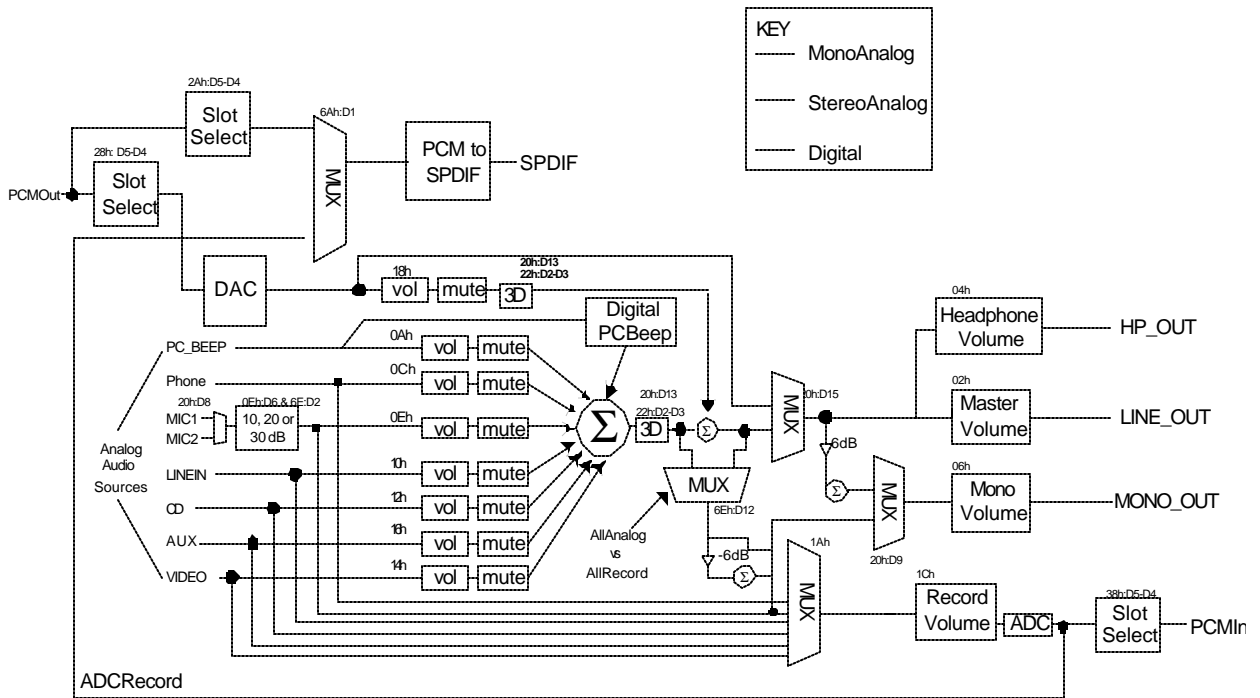 KEY
MonoAnalog
StereoAnalog
Digital
2Ah:D5-D4
Slot
Select
6Ah:D1
MUX
PCM to
SPDIF
SPDIF
28h: D5-D4
PCMOut
Slot
Select
DAC
18h
vol
mute
20h:D13
22h:D2-D3
3D
Digital
PCBeep
04h
Headphone
Volume
HP_OUT
PC_BEEP
0Ah
vol
mute
Phone
0Ch
vol
mute
20h:D8
MIC1
MIC2
0Eh:D6 & 6E:D2
10, 20 or
30 dB
0Eh
vol
mute
Σ
20h:D13
22h:D2-D3
3D
Σ
MUX
20h:D15
02h
Master
Volume
LINE_OUT
Analog
Audio
Sources
LINEIN
10h
vol
mute
CD
12h
vol
mute
AUX
16h
vol
mute
VIDEO
14h
vol
mute
MUX
6Eh:D12
AllAnalog
vs
AllRecord
-6dB
Σ
-6dB
Σ
MUX
20h:D9
06h
Mono
Volume
MONO_OUT
1Ah
MUX
1Ch
Record
Volume
ADC
38h:D5-D4
Slot
Select
PCMIn
ADCRecord